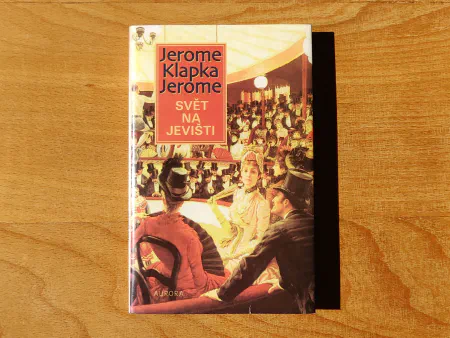 Jerome
Klapka
Jerome
SVĚT
NA
JEVIŠTI
AURORA